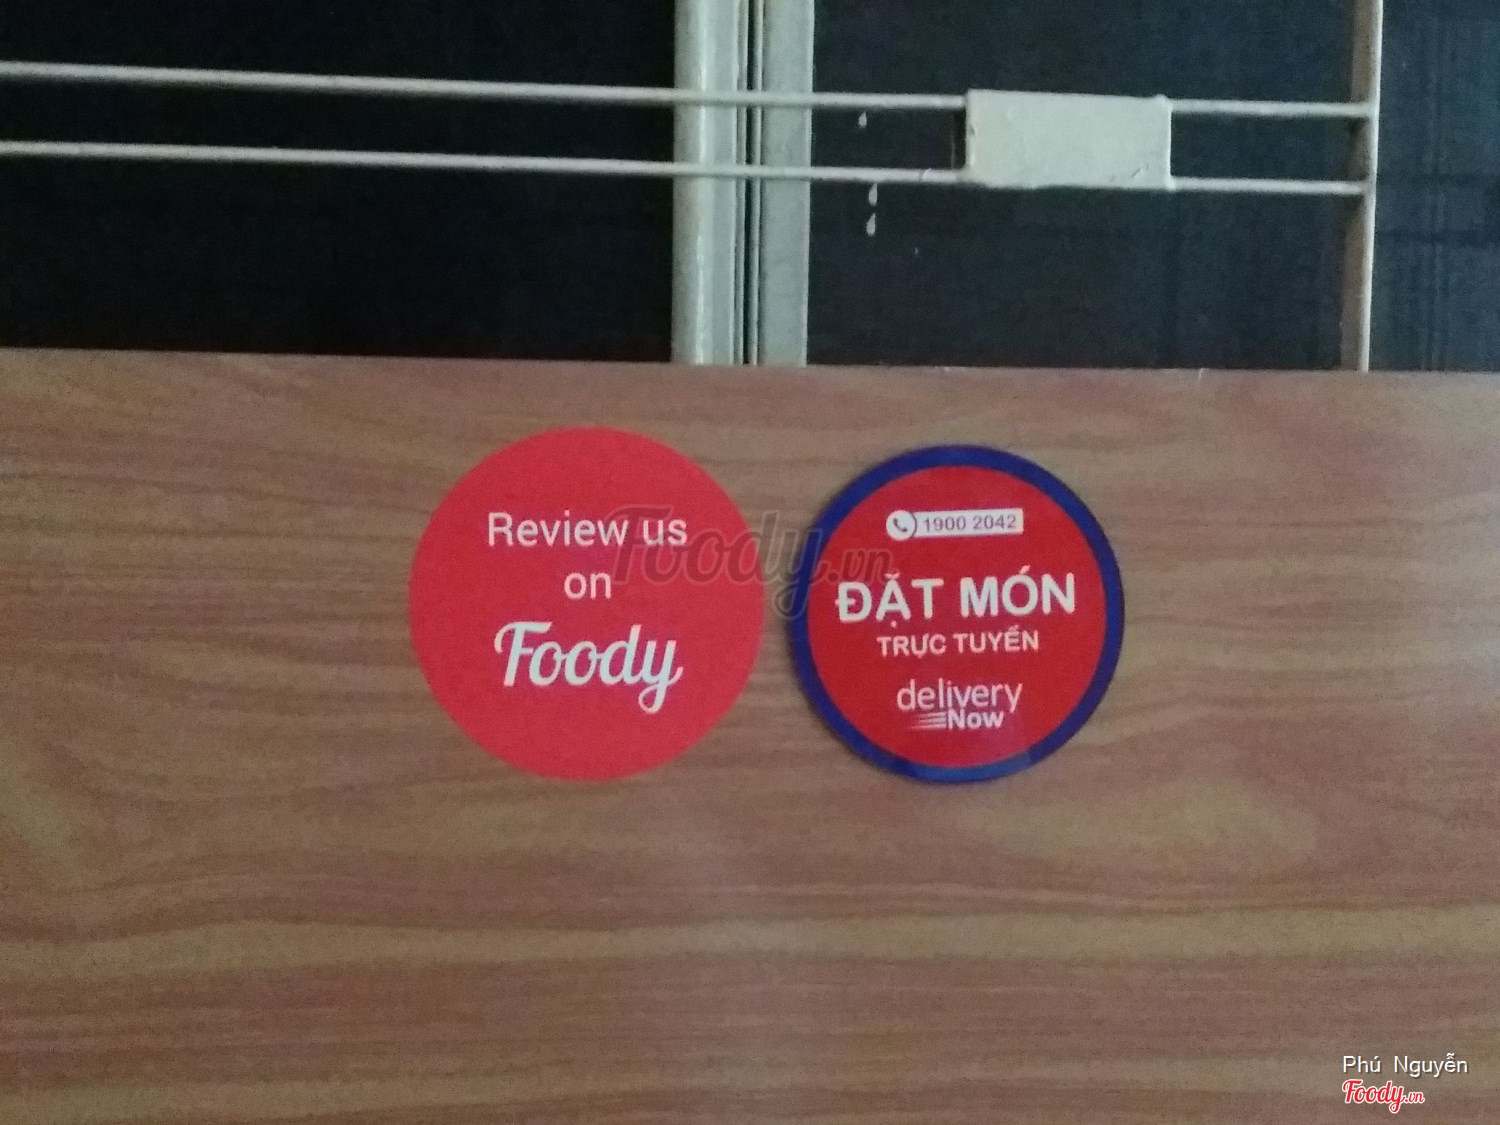 Review us
on
Foody
1900 2042
ĐẶT MÓN
TRỰC TUYẾN
delivery
Now
Foody.vn
Phú Nguyễn
Foody.vn